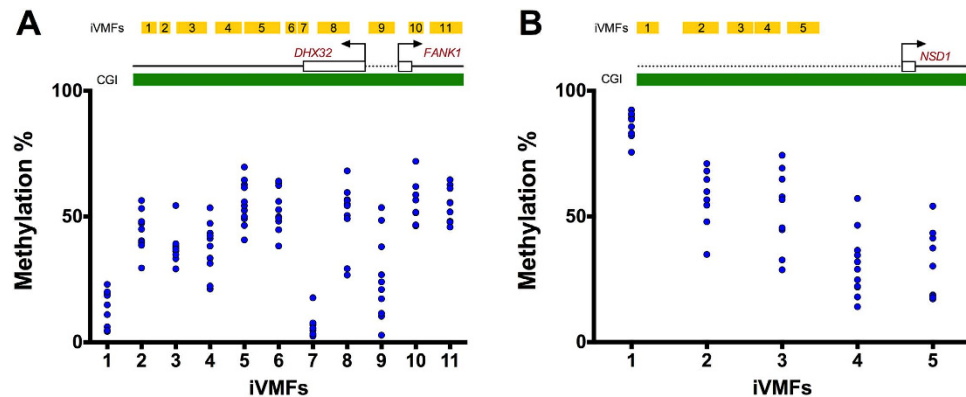 A
iVMFs 1 2 3 4 5 6 7 8 9 10 11
DHX32 FANK1
CGI
100
50
0
Methylation %
1 2 3 4 5 6 7 8 9 10 11
iVMFs
B
iVMFs 1 2 3 4 5
NSD1
CGI
100
50
0
Methylation %
1 2 3 4 5
iVMFs